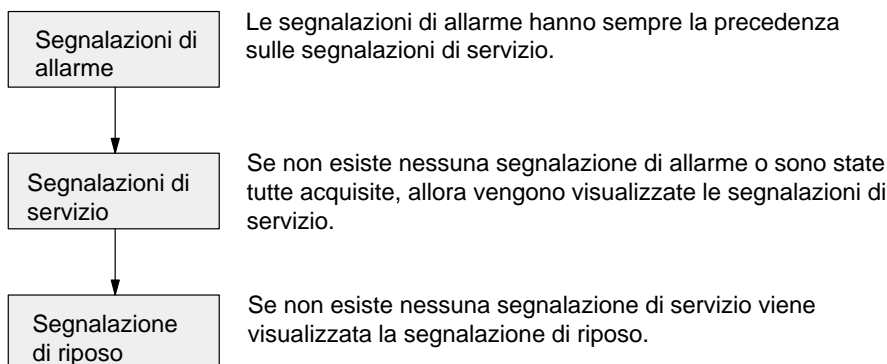 Segnalazioni di
allarme
Le segnalazioni di allarme hanno sempre la precedenza
sulle segnalazioni di servizio.
Segnalazioni di
servizio
Se non esiste nessuna segnalazione di allarme o sono state
tutte acquisite, allora vengono visualizzate le segnalazioni di
servizio.
Segnalazione
di riposo
Se non esiste nessuna segnalazione di servizio viene
visualizzata la segnalazione di riposo.